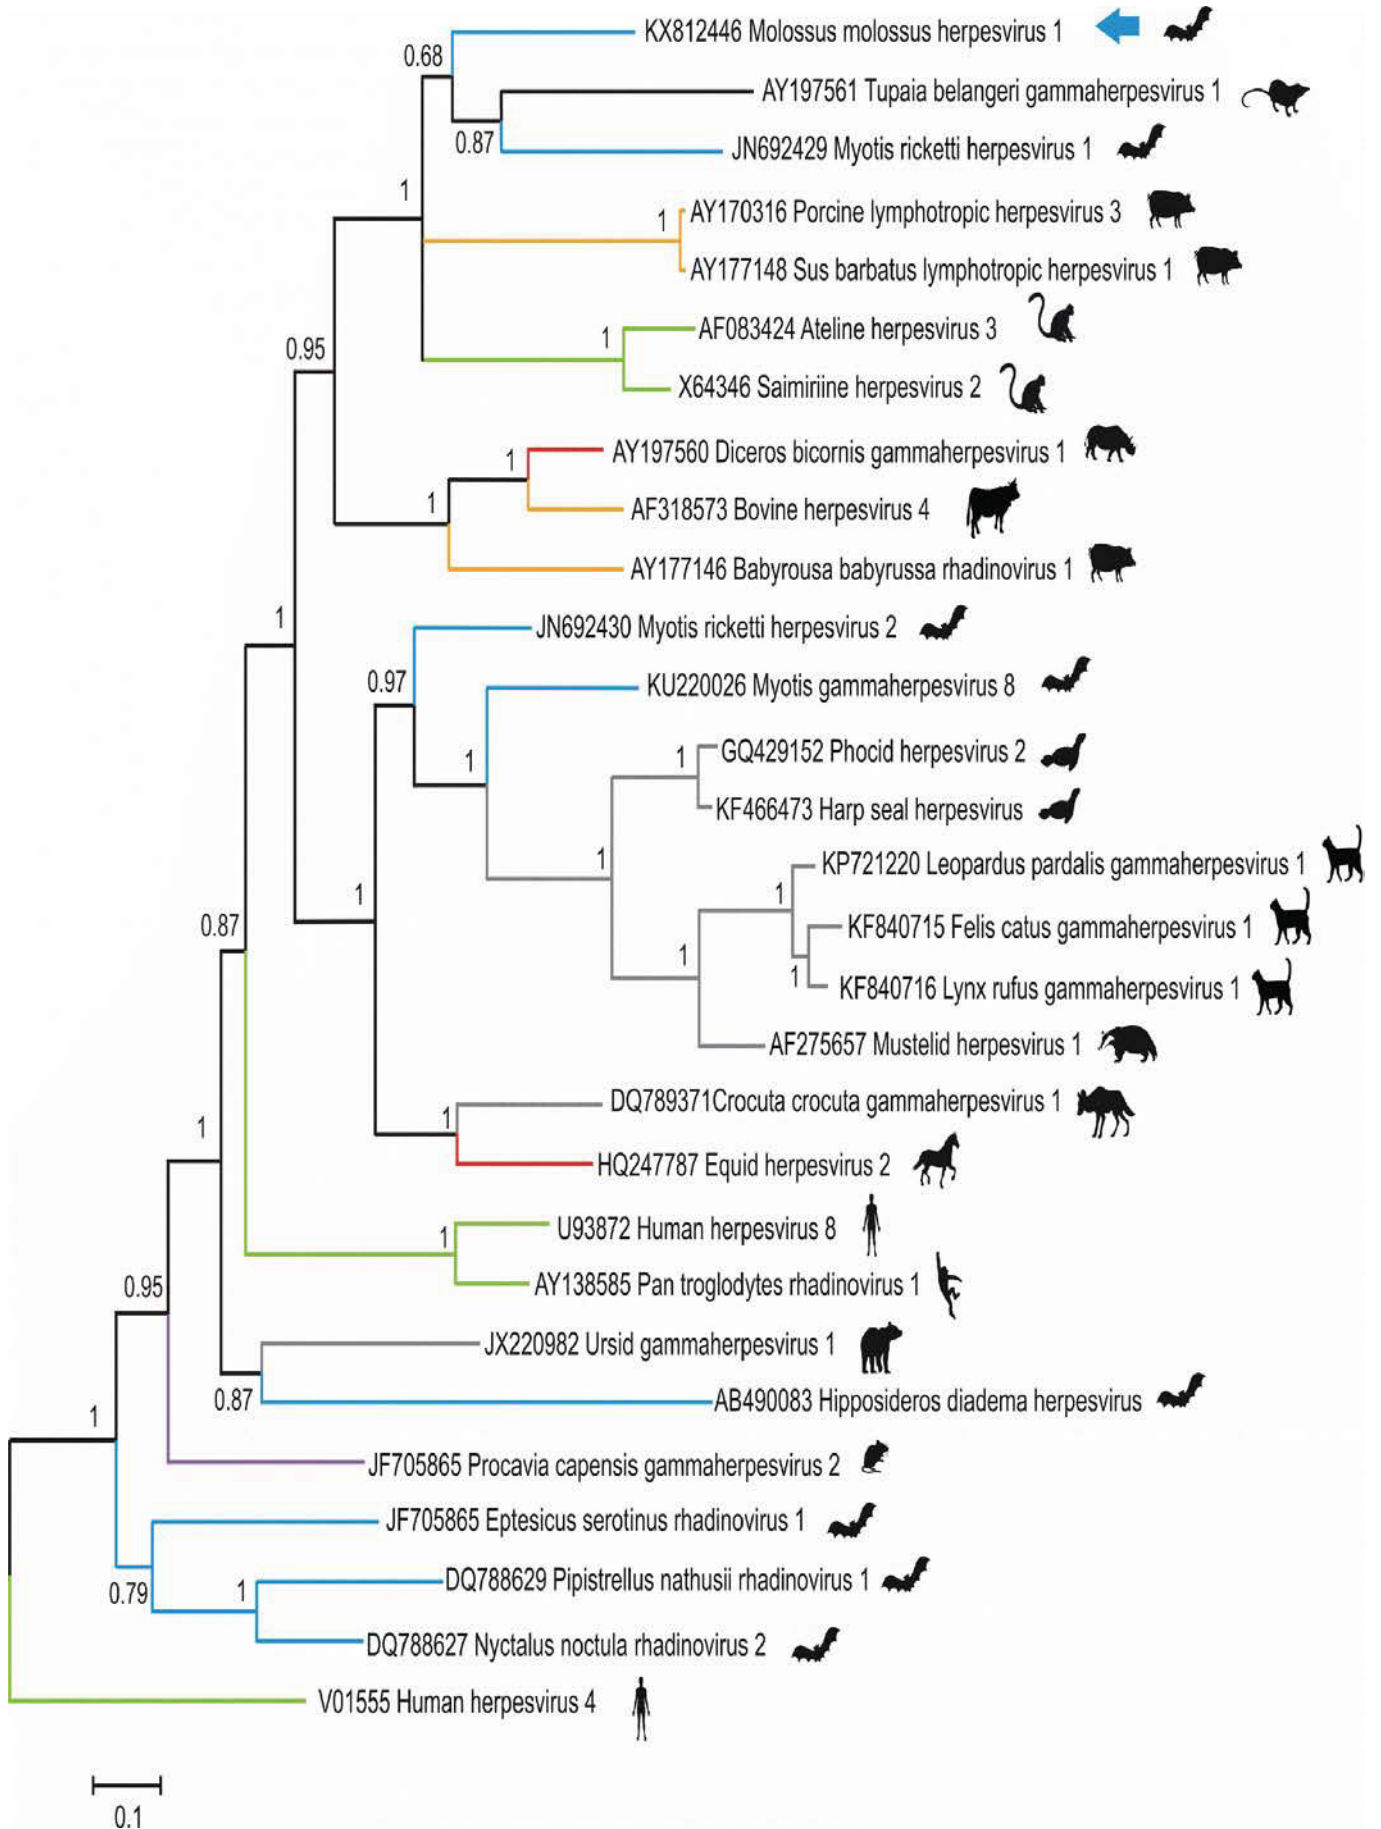 KX812446 Molossus molossus herpesvirus 1
0.68
AY197561 Tupaia belangeri gammaherpesvirus 1
0.87
JN692429 Myotis ricketti herpesvirus 1
1
1
AY170316 Porcine lymphotropic herpesvirus 3
AY177148 Sus barbatus lymphotropic herpesvirus 1
1
AF083424 Ateline herpesvirus 3
0.95
X64346 Saimiriine herpesvirus 2
1
AY197560 Diceros bicornis gammaherpesvirus 1
1
AF318573 Bovine herpesvirus 4
AY177146 Babyrousa babyrussa rhadinovirus 1
1
JN692430 Myotis ricketti herpesvirus 2
0.97
KU220026 Myotis gammaherpesvirus 8
1
1
GQ429152 Phocid herpesvirus 2
KF466473 Harp seal herpesvirus
1
KP721220 Leopardus pardalis gammaherpesvirus 1
1
1
0.87
KF840715 Felis catus gammaherpesvirus 1
1
1
KF840716 Lynx rufus gammaherpesvirus 1
AF275657 Mustelid herpesvirus 1
DQ789371Crocuta crocuta gammaherpesvirus 1
1
1
HQ247787 Equid herpesvirus 2
U93872 Human herpesvirus 8
1
AY138585 Pan troglodytes rhadinovirus 1
0.95
JX220982 Ursid gammaherpesvirus 1
0.87
AB490083 Hipposideros diadema herpesvirus
1
JF705865 Procavia capensis gammaherpesvirus 2
JF705865 Eptesicus serotinus rhadinovirus 1
DQ788629 Pipistrellus nathusii rhadinovirus 1
0.79
1
DQ788627 Nyctalus noctula rhadinovirus 2
V01555 Human herpesvirus 4
0.1